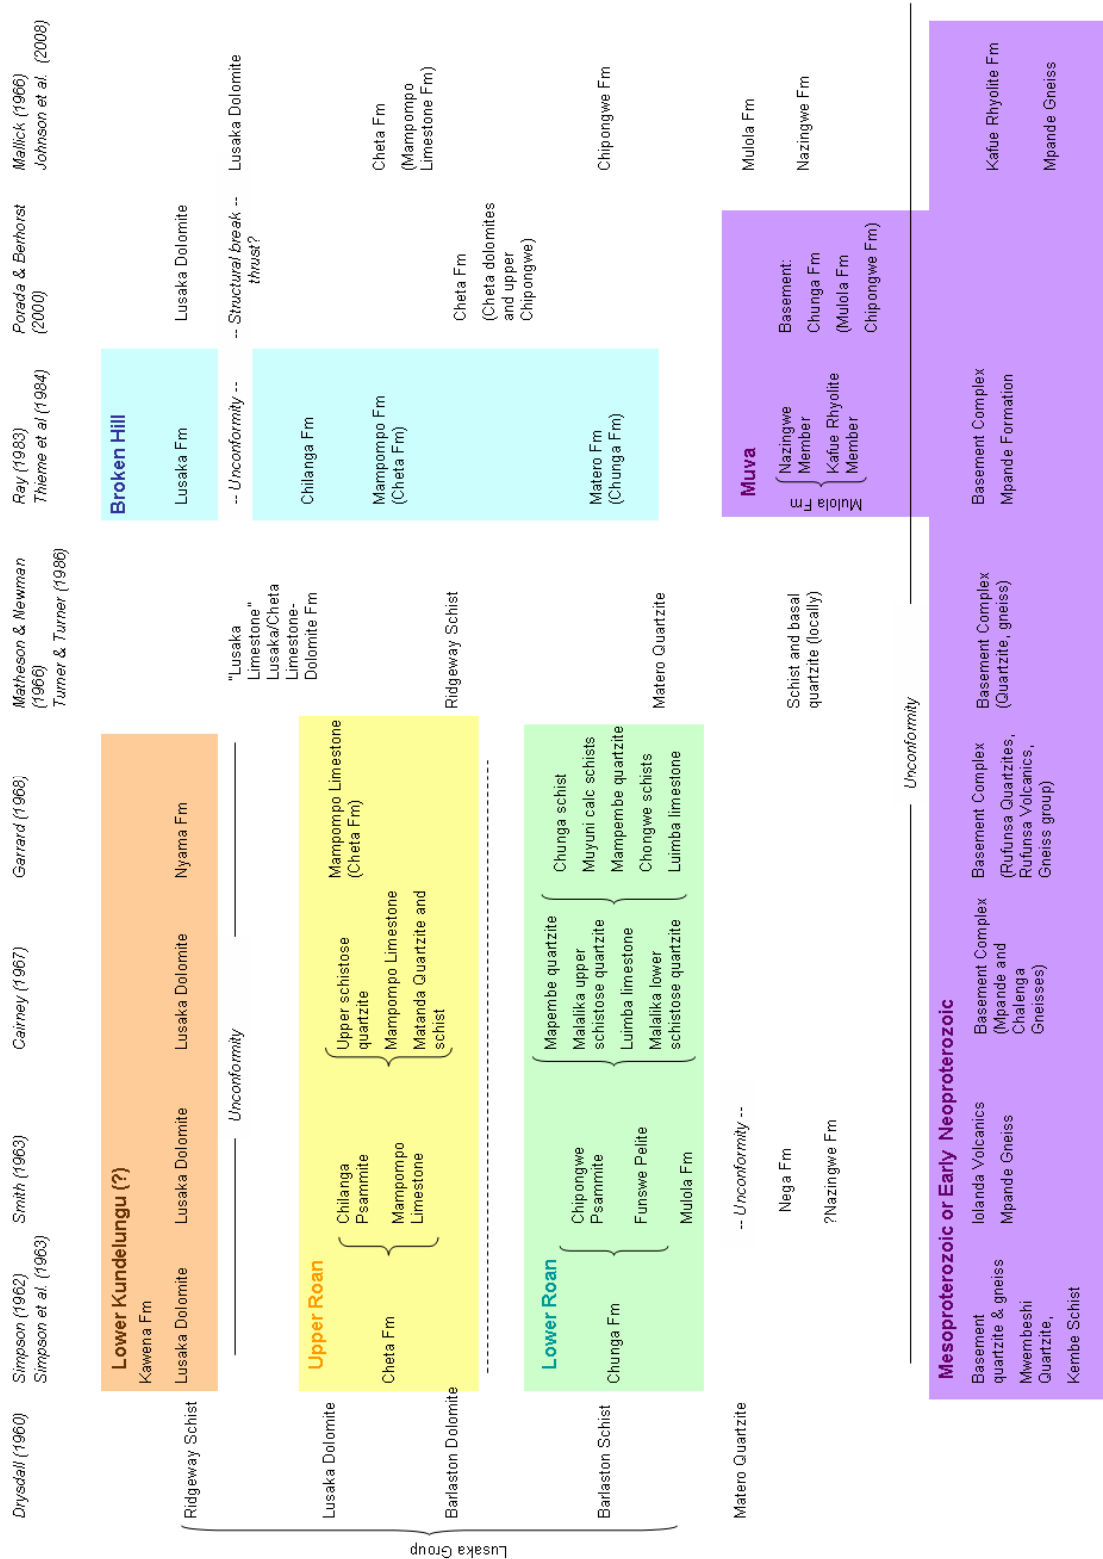 Drysdall (1960)
Ridgeway Schist
Lusaka Dolomite
Barlaston Dolomite
Barlaston Schist
Matero Quartzite
Lusaka Group
Simpson (1962)
Simpson et al. (1963)
Lower Kundelungu (?)
Kawena Fm
Lusaka Dolomite
Upper Roan
Cheta Fm
Lower Roan
Chunga Fm
Mesoproterozoic or Early Neoproterozoic
Basement
quartzite & gneiss
Mwembeshi
Quartzite,
Kembe Schist
Smith (1963)
Lusaka Dolomite
Unconformity
Chilanga
Psammite
Mampompo
Limestone
Chipongwe
Psammite
Funswe Pelite
Mulola Fm
-- Unconformity --
Nega Fm
?Nazingwe Fm
Iolanda Volcanics
Mpande Gneiss
Cairney (1967)
Lusaka Dolomite
Upper schistose
quartzite
Mampompo Limestone
Matanda Quartzite and
schist
Mapembe quartzite
Malalika upper
schistose quartzite
Luimba limestone
Malalika lower
schistose quartzite
Basement Complex
(Mpande and
Chalenga
Gneisses)
Garrard (1968)
Nyama Fm
Mampompo Limestone
(Cheta Fm)
Chunga schist
Muyuni calc schists
Mampembe quartzite
Chongwe schists
Luimba limestone
Unconformity
Basement Complex
(Rufunsa Quartzites,
Rufunsa Volcanics,
Gneiss group)
Matheson & Newman
(1966)
Turner & Turner (1986)
"Lusaka
Limestone"
Lusaka/Cheta
Limestone-
Dolomite Fm
Ridgeway Schist
Matero Quartzite
Schist and basal
quartzite (locally)
Basement Complex
(Quartzite, gneiss)
Ray (1983)
Thieme et al (1984)
Broken Hill
Lusaka Fm
-- Unconformity --
Chilanga Fm
Mampompo Fm
(Cheta Fm)
Matero Fm
(Chunga Fm)
Muva
Nazingwe
Member
Kafue Rhyolite
Member
Mulola Fm
Basement Complex
Mpande Formation
Porada & Berhorst
(2000)
Lusaka Dolomite
-- Structural break --
thrust?
Cheta Fm
(Cheta dolomites
and upper
Chipongwe)
Basement:
Chunga Fm
(Mulola Fm
Chipongwe Fm)
Mallick (1966)
Johnson et al. (2008)
Lusaka Dolomite
Cheta Fm
(Mampompo
Limestone Fm)
Chipongwe Fm
Mulola Fm
Nazingwe Fm
Kafue Rhyolite Fm
Mpande Gneiss